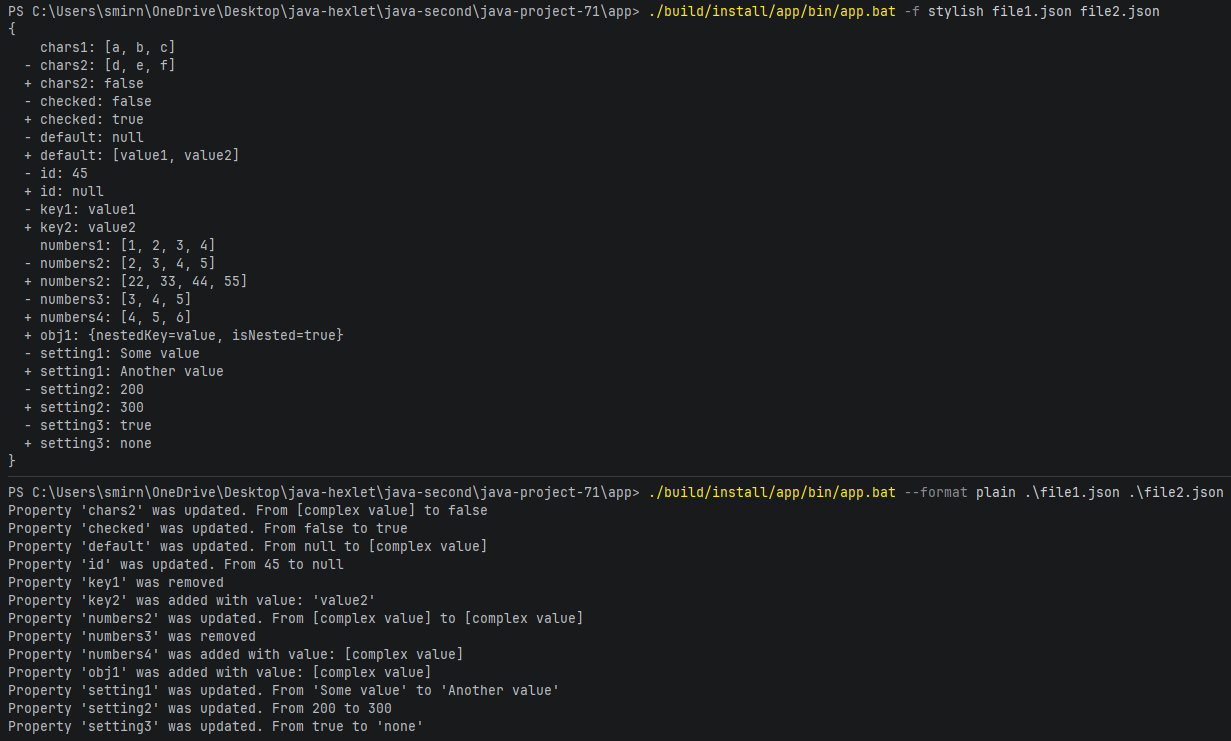 PS C:\Users\smirn\OneDrive\Desktop\java-hexlet\java-second\java-project-71\app> ./build/install/app/bin/app.bat -f stylish file1.json file2.json
{
    chars1: [a, b, c]
  - chars2: [d, e, f]
  + chars2: false
  - checked: false
  + checked: true
  - default: null
  + default: [value1, value2]
  - id: 45
  + id: null
  - key1: value1
  + key2: value2
    numbers1: [1, 2, 3, 4]
  - numbers2: [2, 3, 4, 5]
  + numbers2: [22, 33, 44, 55]
  - numbers3: [3, 4, 5]
  + numbers4: [4, 5, 6]
  + obj1: {nestedKey=value, isNested=true}
  - setting1: Some value
  + setting1: Another value
  - setting2: 200
  + setting2: 300
  - setting3: true
  + setting3: none
}
PS C:\Users\smirn\OneDrive\Desktop\java-hexlet\java-second\java-project-71\app> ./build/install/app/bin/app.bat --format plain .\file1.json .\file2.json
Property 'chars2' was updated. From [complex value] to false
Property 'checked' was updated. From false to true
Property 'default' was updated. From null to [complex value]
Property 'id' was updated. From 45 to null
Property 'key1' was removed
Property 'key2' was added with value: 'value2'
Property 'numbers2' was updated. From [complex value] to [complex value]
Property 'numbers3' was removed
Property 'numbers4' was added with value: [complex value]
Property 'obj1' was added with value: [complex value]
Property 'setting1' was updated. From 'Some value' to 'Another value'
Property 'setting2' was updated. From 200 to 300
Property 'setting3' was updated. From true to 'none'